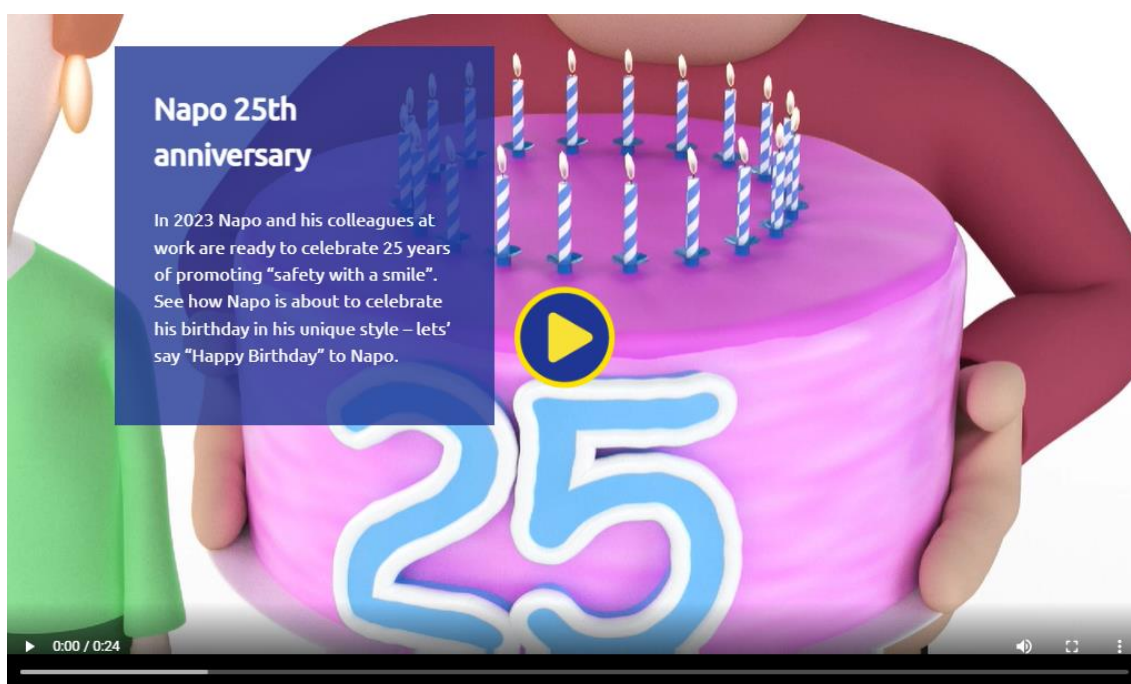 Napo 25th
anniversary
In 2023 Napo and his colleagues at
work are ready to celebrate 25 years
of promoting “safety with a smile”.
See how Napo is about to celebrate
his birthday in his unique style – lets’
say “Happy Birthday” to Napo.
25
0:00 / 0:24